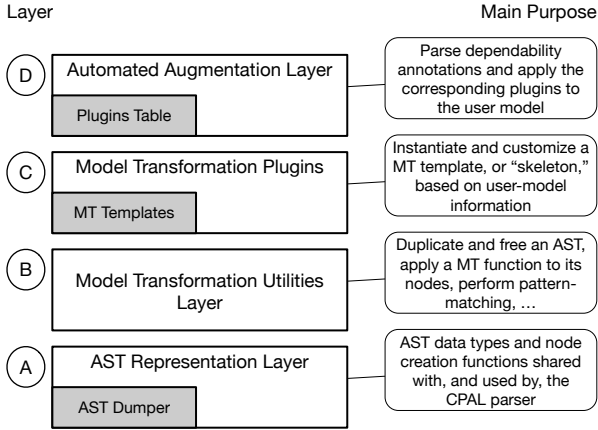 Layer
Main Purpose
D
Automated Augmentation Layer
Plugins Table
Parse dependability
annotations and apply the
corresponding plugins to
the user model
C
Model Transformation Plugins
MT Templates
Instantiate and customize a
MT template, or “skeleton,”
based on user-model
information
B
Model Transformation Utilities
Layer
Duplicate and free an AST,
apply a MT function to its
nodes, perform pattern-
matching, ...
A
AST Representation Layer
AST Dumper
AST data types and node
creation functions shared
with, and used by, the
CPAL parser